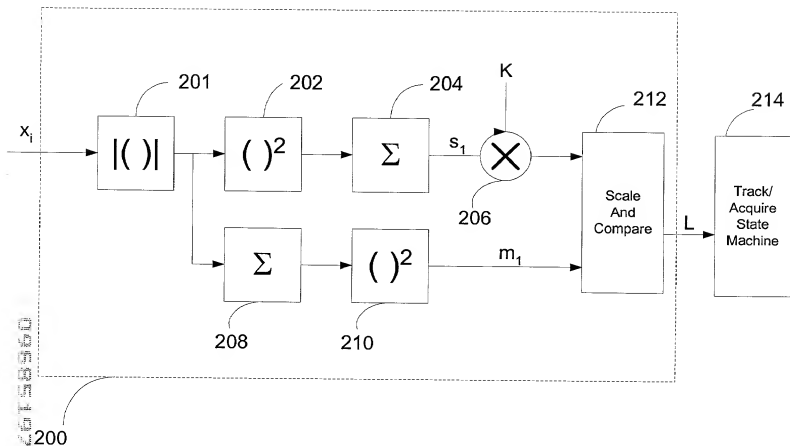 201
202
204
K
212
214
xᵢ
|( )|
( )²
Σ
s₁
206
Scale
And
Compare
L
Track/
Acquire
State
Machine
Σ
( )²
m₁
208
210
200